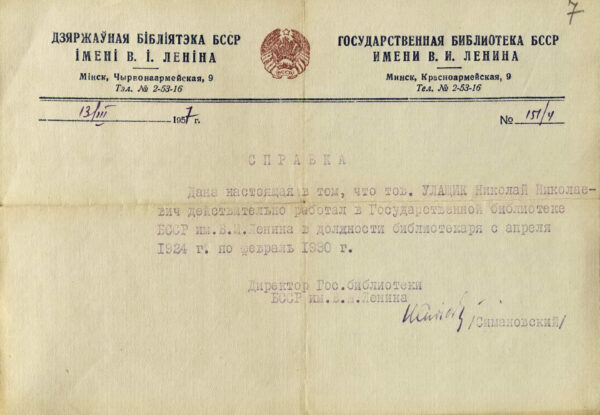 7
ДЗЯРЖАЎНАЯ БІБЛІЯТЭКА БССР
ІМЕНІ В. І. ЛЕНІНА
Мінск, Чырвонаармейская, 9
Тэл. № 2-53-16
ГОСУДАРСТВЕННАЯ БИБЛИОТЕКА БССР
ИМЕНИ В. И. ЛЕНИНА
Минск, Красноармейская, 9
Тел. № 2-53-16
13/III 1957 г.
№ 151/4
СПРАВКА
Дана настоящая в том, что тов. УЛАЩИК Николай Николае-
вич действительно работал в Государственной библиотеке
БССР им.В.И.Ленина в должности библиотекаря с апреля
1924 г. по февраль 1930 г.
Директор Гос.библиотеки
БССР им.В.И.Ленина
/Симановский/